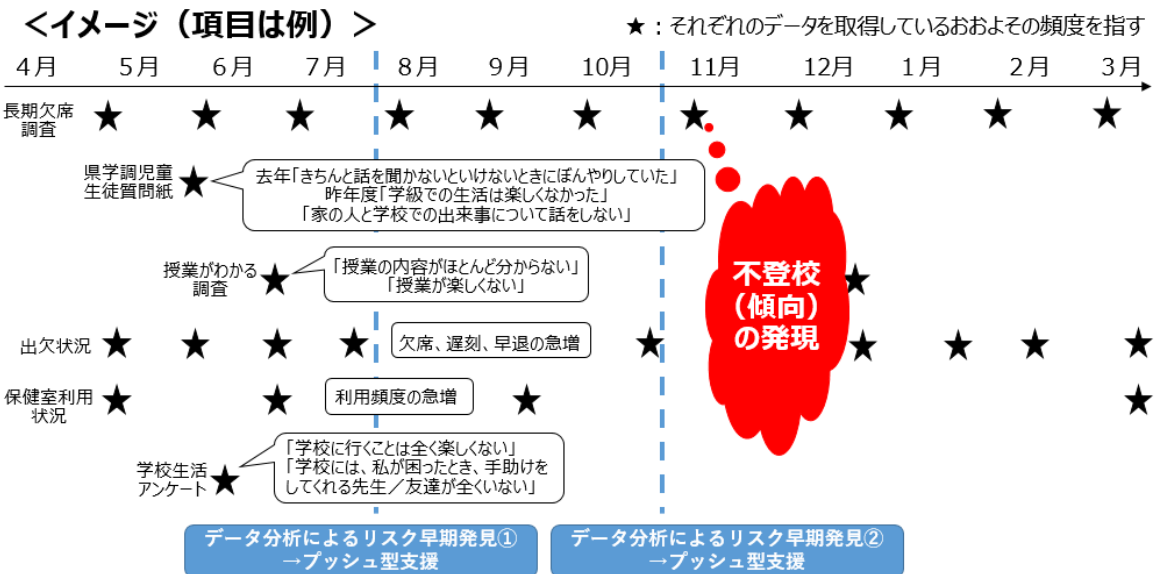 ＜イメージ（項目は例）＞
★：それぞれのデータを取得しているおおよその頻度を指す
4月 5月 6月 7月 8月 9月 10月 11月 12月 1月 2月 3月
長期欠席
調査
県学調児童
生徒質問紙
去年「きちんと話を聞かないといけないときにぼんやりしていた」
昨年度「学級での生活は楽しくなかった」
「家の人と学校での出来事について話をしない」
授業がわかる
調査
「授業の内容がほとんど分からない」
「授業が楽しくない」
不登校
（傾向）
の発現
出欠状況
欠席、遅刻、早退の急増
保健室利用
状況
利用頻度の急増
学校生活
アンケート
「学校に行くことは全く楽しくない」
「学校には、私が困ったとき、手助けを
してくれる先生／友達が全くいない」
データ分析によるリスク早期発見①
→プッシュ型支援
データ分析によるリスク早期発見②
→プッシュ型支援